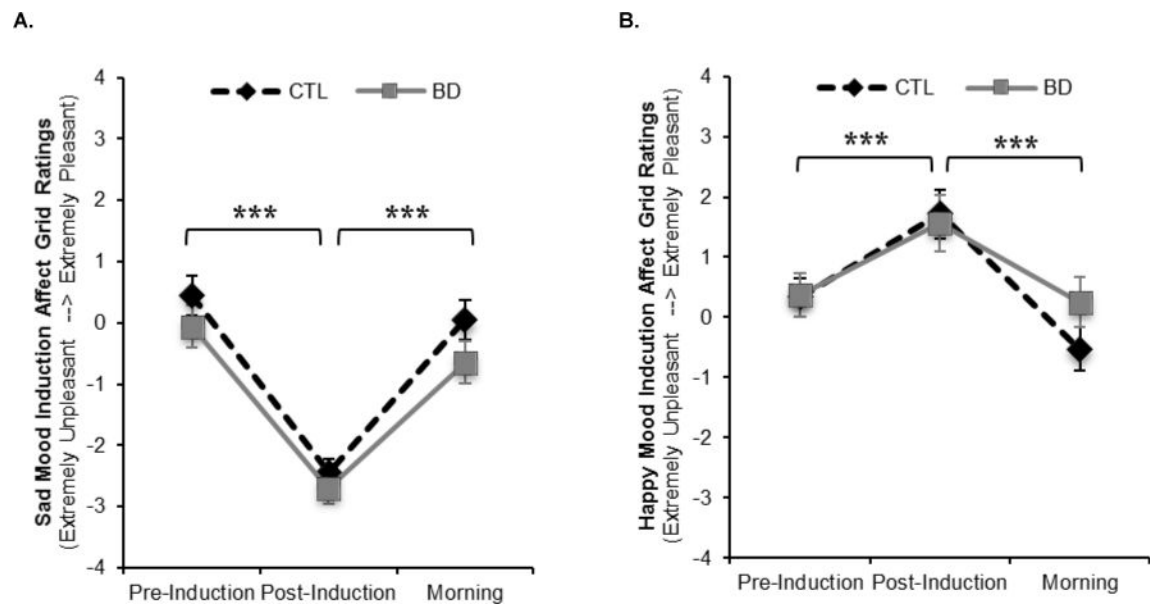 A.
B.
CTL BD
CTL BD
Sad Mood Induction Affect Grid Ratings
(Extremely Unpleasant --> Extremely Pleasant)
4
3
2
1
0
-1
-2
-3
-4
*** ***
Pre-Induction Post-Induction Morning
Happy Mood Indcution Affect Grid Ratings
(Extremely Unpleasant --> Extremely Pleasant)
4
3
2
1
0
-1
-2
-3
-4
*** ***
Pre-Induction Post-Induction Morning